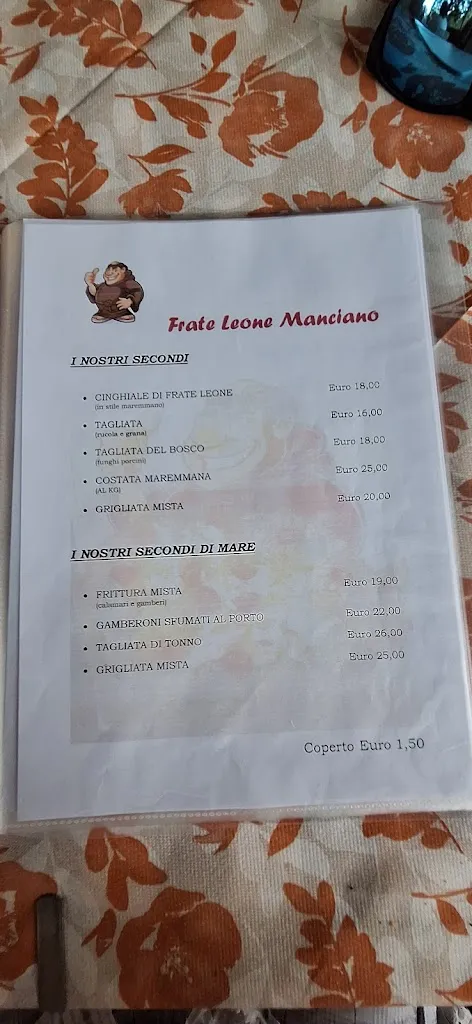 Frate Leone Manciano
I NOSTRI SECONDI
• CINGHIALE DI FRATE LEONE Euro 18,00
(in stile maremmano)
• TAGLIATA Euro 16,00
(rucola e grana)
• TAGLIATA DEL BOSCO Euro 18,00
(funghi porcini)
• COSTATA MAREMMANA Euro 25,00
(AL KG)
• GRIGLIATA MISTA Euro 20,00
I NOSTRI SECONDI DI MARE
• FRITTURA MISTA Euro 19,00
(calamari e gamberi)
• GAMBERONI SFUMATI AL PORTO Euro 22,00
• TAGLIATA DI TONNO Euro 26,00
• GRIGLIATA MISTA Euro 25,00
Coperto Euro 1,50